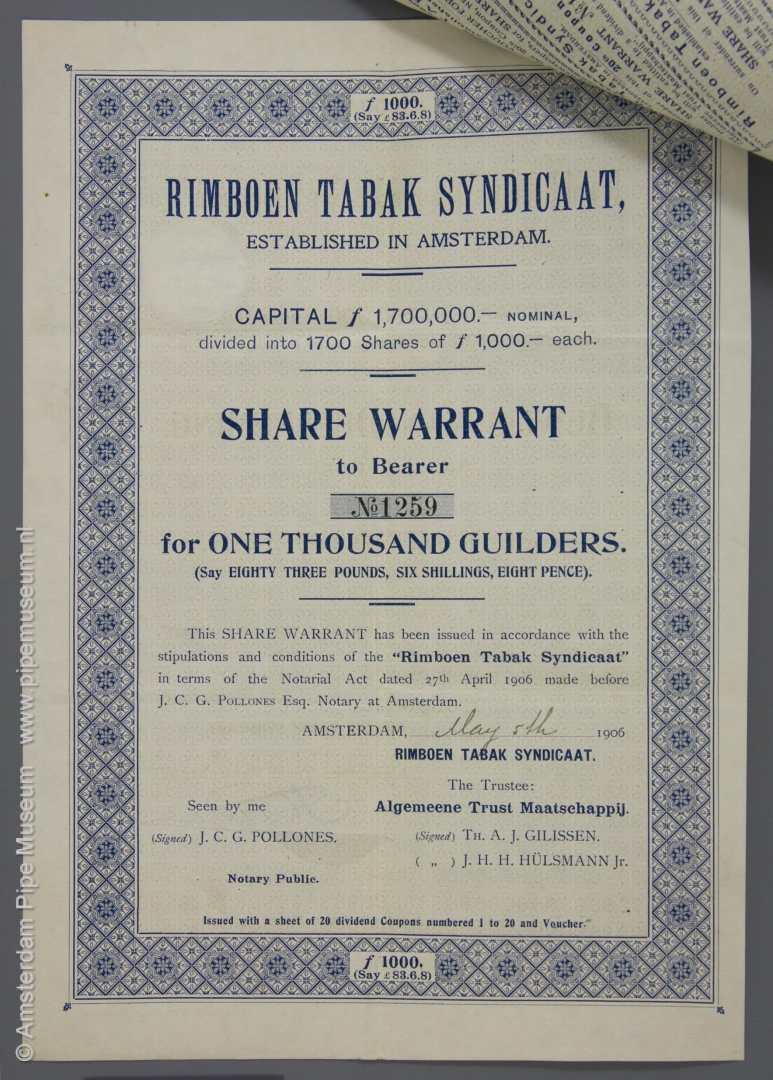 f 1000.
(Say £ 83.6.8)
RIMBOEN TABAK SYNDICAAT,
ESTABLISHED IN AMSTERDAM.
CAPITAL f 1,700,000.— NOMINAL,
divided into 1700 Shares of f 1,000.— each.
SHARE WARRANT
to Bearer
No 1259
for ONE THOUSAND GUILDERS.
(Say EIGHTY THREE POUNDS, SIX SHILLINGS, EIGHT PENCE).
This SHARE WARRANT has been issued in accordance with the
stipulations and conditions of the "Rimboen Tabak Syndicaat"
in terms of the Notarial Act dated 27th April 1906 made before
J. C. G. POLLONES Esq. Notary at Amsterdam.
AMSTERDAM, May 5th 1906
RIMBOEN TABAK SYNDICAAT.
The Trustee:
Seen by me Algemeene Trust Maatschappij.
(Signed) J. C. G. POLLONES. (Signed) TH. A. J. GILISSEN.
( „ ) J. H. H. HÜLSMANN Jr.
Notary Public.
Issued with a sheet of 20 dividend Coupons numbered 1 to 20 and Voucher.
f 1000.
(Say £ 83.6.8)
© Amsterdam Pipe Museum www.pipemuseum.nl
SHARE WARRANT
Rimboen Tabak